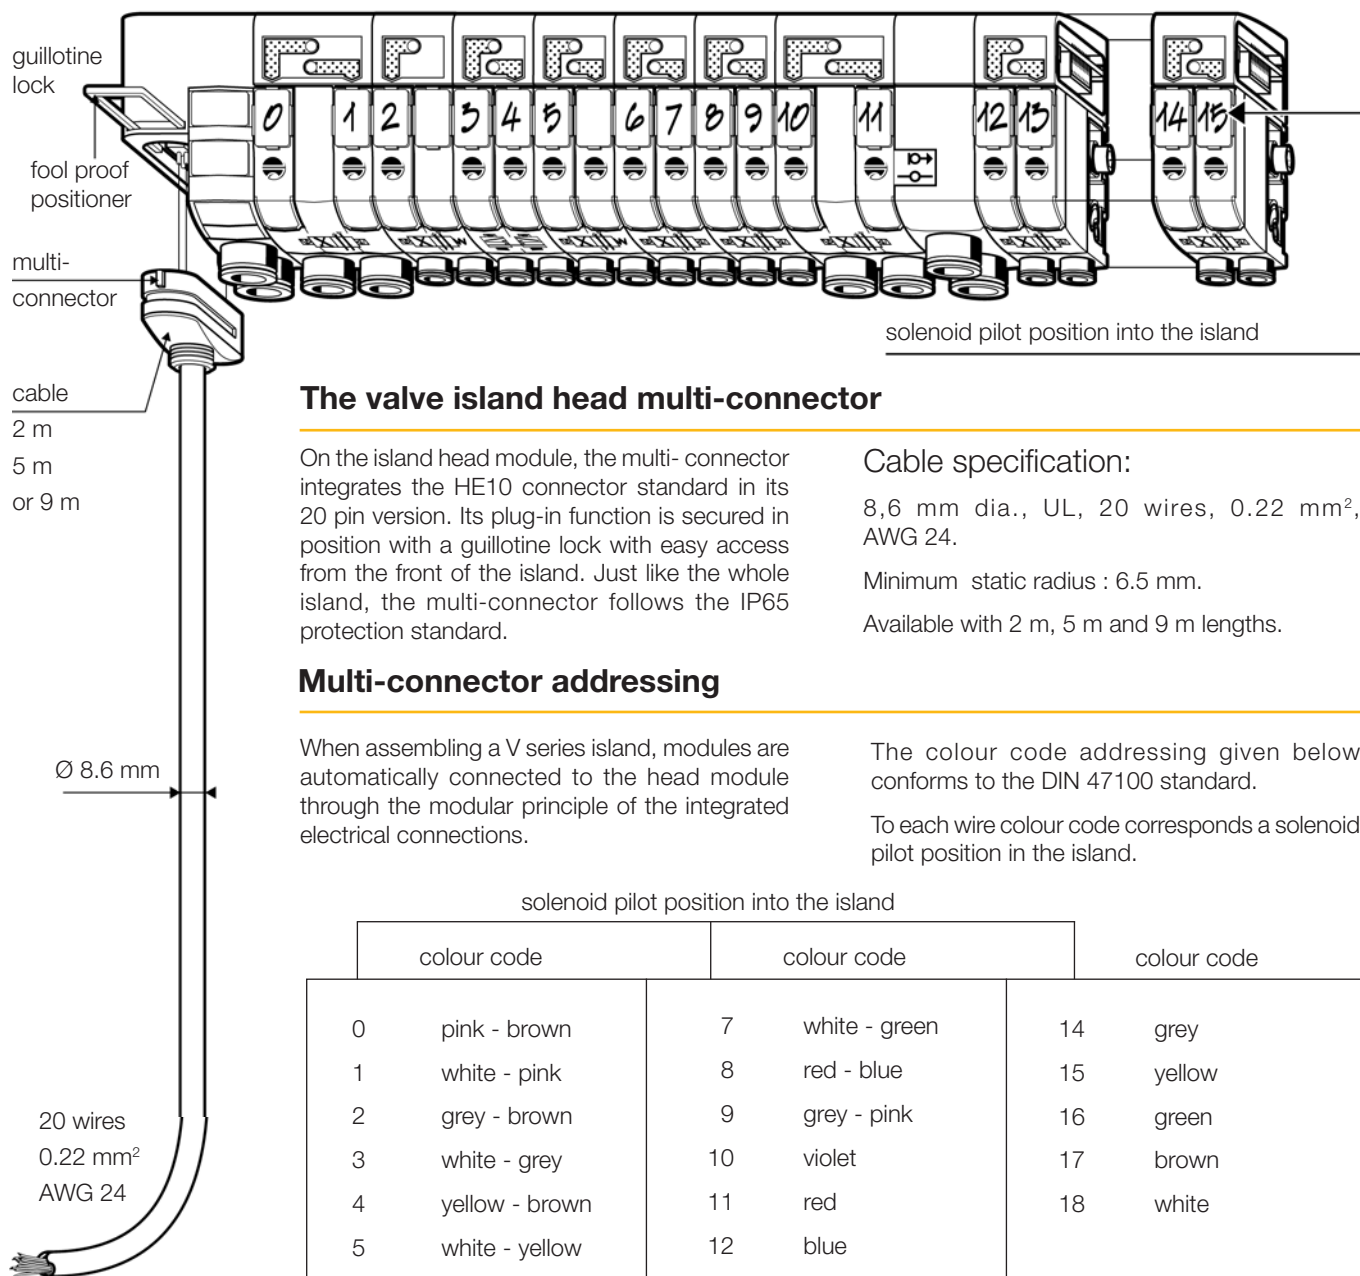 guillotine
lock
fool proof
positioner
multi-
connector
cable
2 m
5 m
or 9 m
Ø 8.6 mm
20 wires
0.22 mm²
AWG 24
0 1 2 3 4 5 6 7 8 9 10 11 12 13 14 15
solenoid pilot position into the island
The valve island head multi-connector
On the island head module, the multi- connector
integrates the HE10 connector standard in its
20 pin version. Its plug-in function is secured in
position with a guillotine lock with easy access
from the front of the island. Just like the whole
island, the multi-connector follows the IP65
protection standard.
Cable specification:
8,6 mm dia., UL, 20 wires, 0.22 mm²,
AWG 24.
Minimum static radius : 6.5 mm.
Available with 2 m, 5 m and 9 m lengths.
Multi-connector addressing
When assembling a V series island, modules are
automatically connected to the head module
through the modular principle of the integrated
electrical connections.
The colour code addressing given below
conforms to the DIN 47100 standard.
To each wire colour code corresponds a solenoid
pilot position in the island.
solenoid pilot position into the island
colour code colour code colour code
0 pink - brown 7 white - green 14 grey
1 white - pink 8 red - blue 15 yellow
2 grey - brown 9 grey - pink 16 green
3 white - grey 10 violet 17 brown
4 yellow - brown 11 red 18 white
5 white - yellow 12 blue